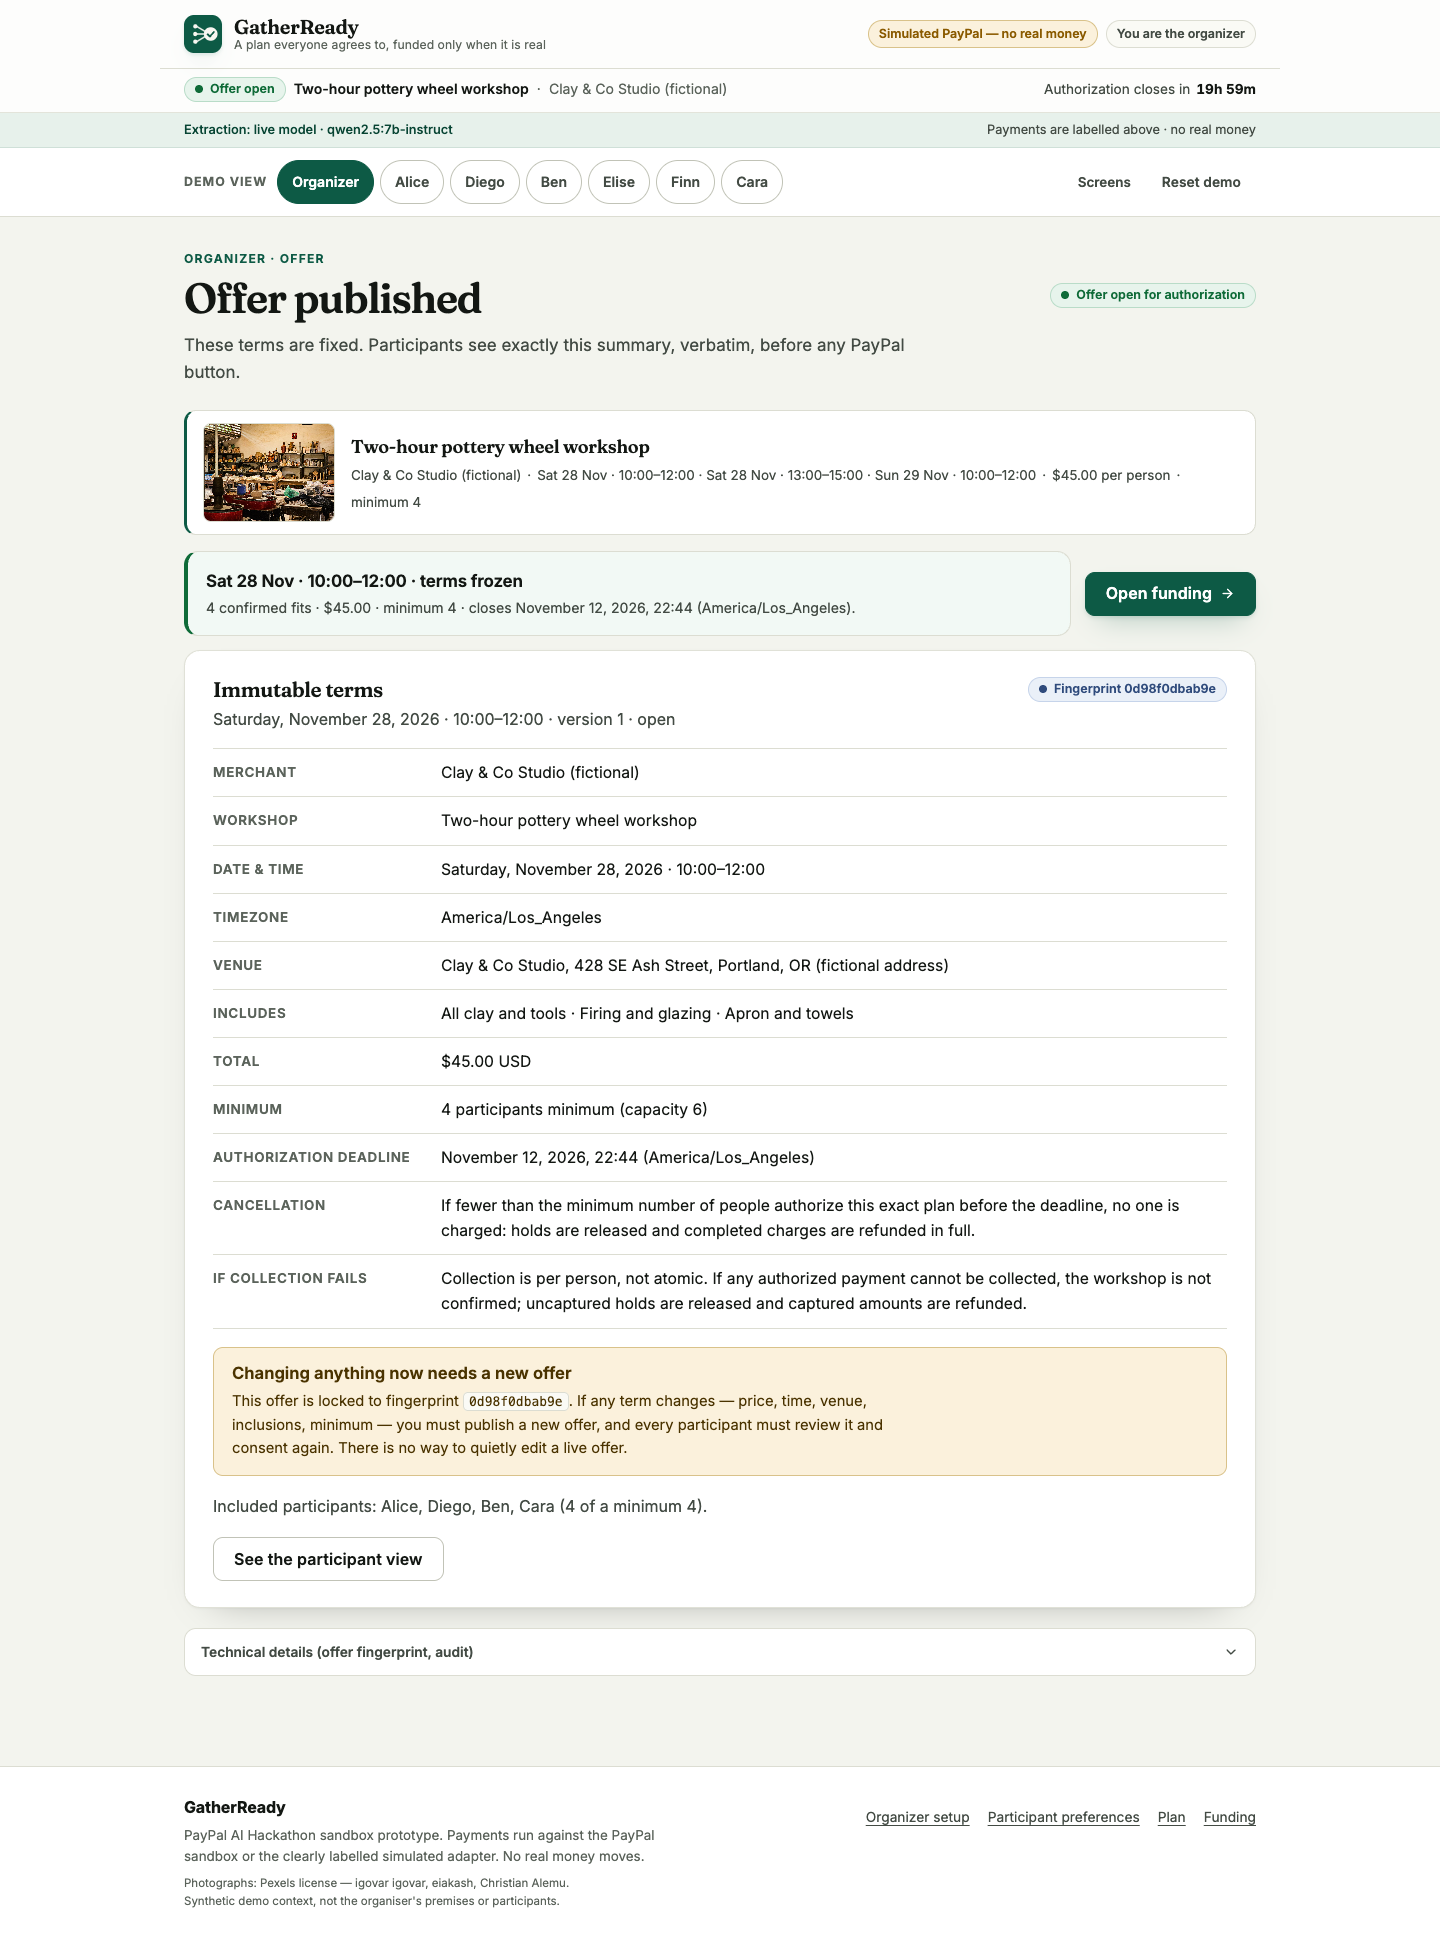 GatherReady
A plan everyone agrees to, funded only when it is real
Simulated PayPal — no real money
You are the organizer
Offer open
Two-hour pottery wheel workshop · Clay & Co Studio (fictional)
Authorization closes in 19h 59m
Extraction: live model · qwen2.5:7b-instruct
Payments are labelled above · no real money
DEMO VIEW
Organizer
Alice
Diego
Ben
Elise
Finn
Cara
Screens
Reset demo
ORGANIZER · OFFER
Offer published
Offer open for authorization
These terms are fixed. Participants see exactly this summary, verbatim, before any PayPal
button.
Two-hour pottery wheel workshop
Clay & Co Studio (fictional) · Sat 28 Nov · 10:00–12:00 · Sat 28 Nov · 13:00–15:00 · Sun 29 Nov · 10:00–12:00 · $45.00 per person ·
minimum 4
Sat 28 Nov · 10:00–12:00 · terms frozen
4 confirmed fits · $45.00 · minimum 4 · closes November 12, 2026, 22:44 (America/Los_Angeles).
Open funding →
Immutable terms
Fingerprint 0d98f0dbab9e
Saturday, November 28, 2026 · 10:00–12:00 · version 1 · open
MERCHANT
Clay & Co Studio (fictional)
WORKSHOP
Two-hour pottery wheel workshop
DATE & TIME
Saturday, November 28, 2026 · 10:00–12:00
TIMEZONE
America/Los_Angeles
VENUE
Clay & Co Studio, 428 SE Ash Street, Portland, OR (fictional address)
INCLUDES
All clay and tools · Firing and glazing · Apron and towels
TOTAL
$45.00 USD
MINIMUM
4 participants minimum (capacity 6)
AUTHORIZATION DEADLINE
November 12, 2026, 22:44 (America/Los_Angeles)
CANCELLATION
If fewer than the minimum number of people authorize this exact plan before the deadline, no one is
charged: holds are released and completed charges are refunded in full.
IF COLLECTION FAILS
Collection is per person, not atomic. If any authorized payment cannot be collected, the workshop is not
confirmed; uncaptured holds are released and captured amounts are refunded.
Changing anything now needs a new offer
This offer is locked to fingerprint 0d98f0dbab9e. If any term changes — price, time, venue,
inclusions, minimum — you must publish a new offer, and every participant must review it and
consent again. There is no way to quietly edit a live offer.
Included participants: Alice, Diego, Ben, Cara (4 of a minimum 4).
See the participant view
Technical details (offer fingerprint, audit)
GatherReady
PayPal AI Hackathon sandbox prototype. Payments run against the PayPal
sandbox or the clearly labelled simulated adapter. No real money moves.
Photographs: Pexels license — igovar igovar, eiakash, Christian Alemu.
Synthetic demo context, not the organiser's premises or participants.
Organizer setup
Participant preferences
Plan
Funding